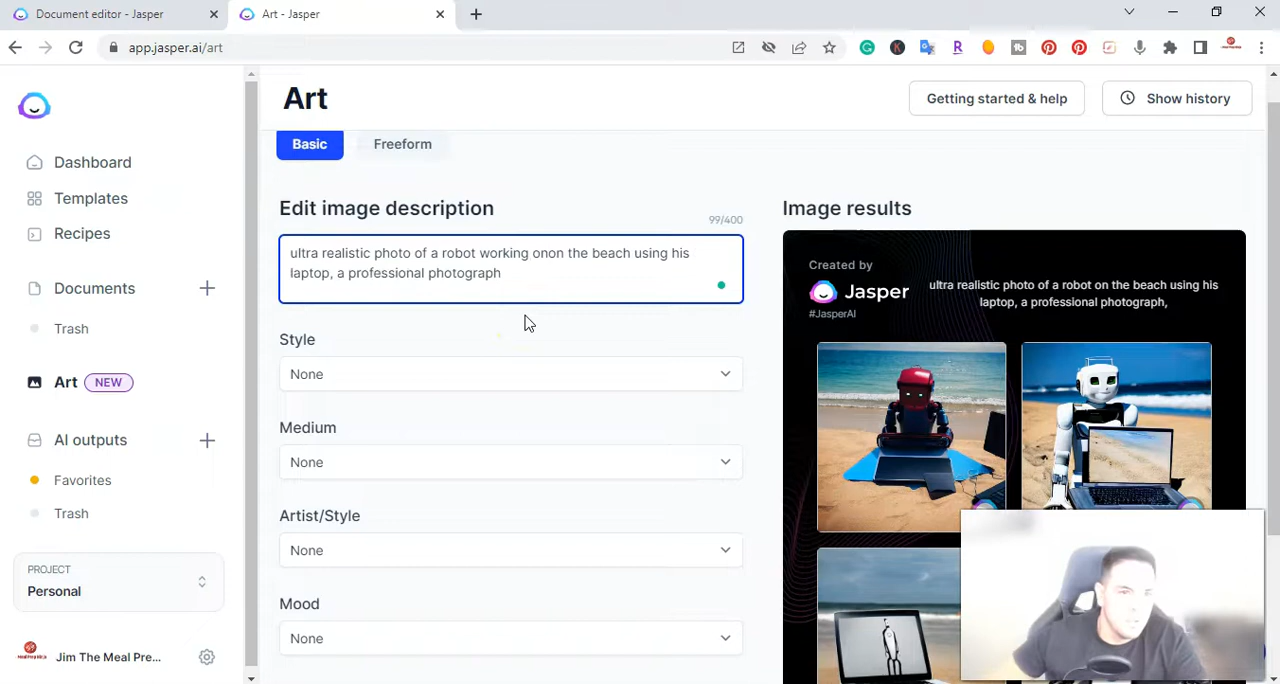 Document editor - Jasper
Art - Jasper
app.jasper.ai/art
Art
Getting started & help
Show history
Basic
Freeform
Dashboard
Templates
Recipes
Documents
Trash
Art NEW
AI outputs
Favorites
Trash
PROJECT
Personal
Jim The Meal Pre...
Edit image description
99/400
ultra realistic photo of a robot working onon the beach using his
laptop, a professional photograph
Style
None
Medium
None
Artist/Style
None
Mood
None
Image results
Created by
Jasper
#JasperAI
ultra realistic photo of a robot on the beach using his
laptop, a professional photograph,